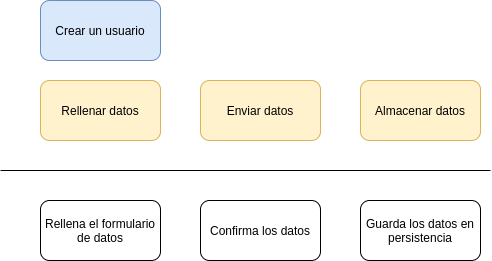 Crear un usuario
Rellenar datos
Enviar datos
Almacenar datos
Rellena el formulario
de datos
Confirma los datos
Guarda los datos en
persistencia